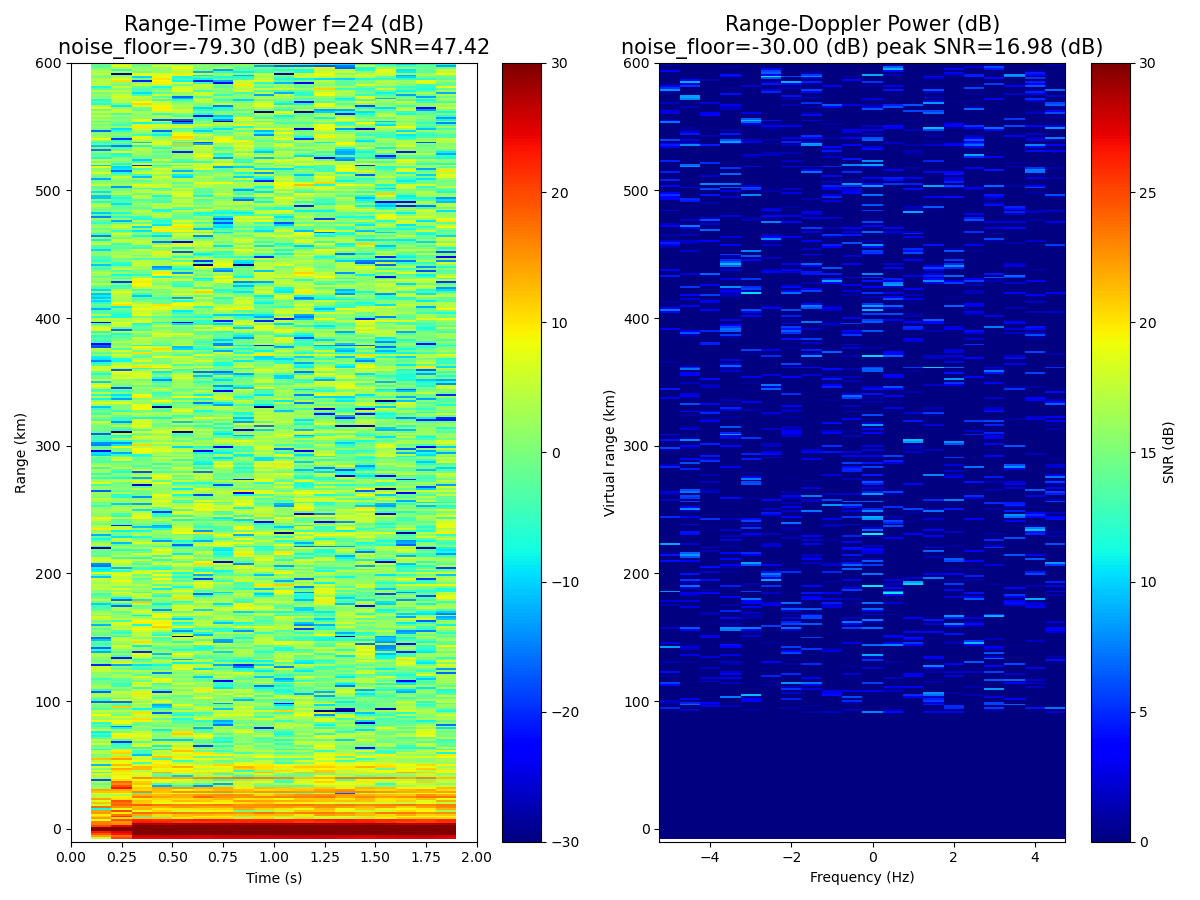 Range-Time Power f=24 (dB)
noise_floor=-79.30 (dB) peak SNR=47.42
600
500
400
300
200
100
0
Range (km)
0.00 0.25 0.50 0.75 1.00 1.25 1.50 1.75 2.00
Time (s)
30
20
10
0
−10
−20
−30
Range-Doppler Power (dB)
noise_floor=-30.00 (dB) peak SNR=16.98 (dB)
600
500
400
300
200
100
0
Virtual range (km)
−4 −2 0 2 4
Frequency (Hz)
30
25
20
15
10
5
0
SNR (dB)